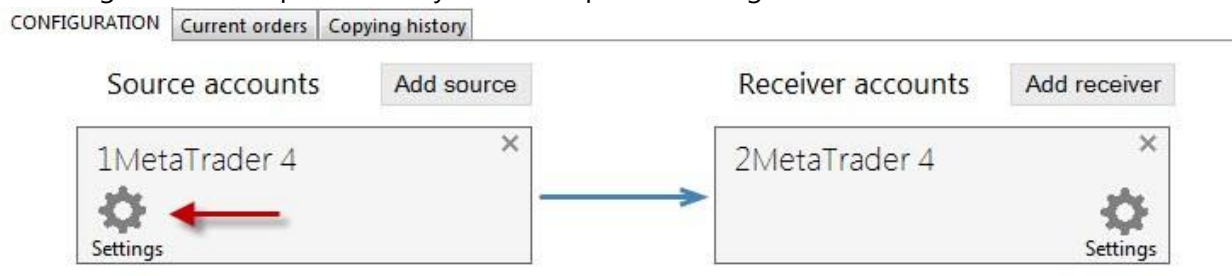 CONFIGURATION Current orders Copying history
Source accounts Add source Receiver accounts Add receiver
1MetaTrader 4 × 2MetaTrader 4 ×
Settings Settings